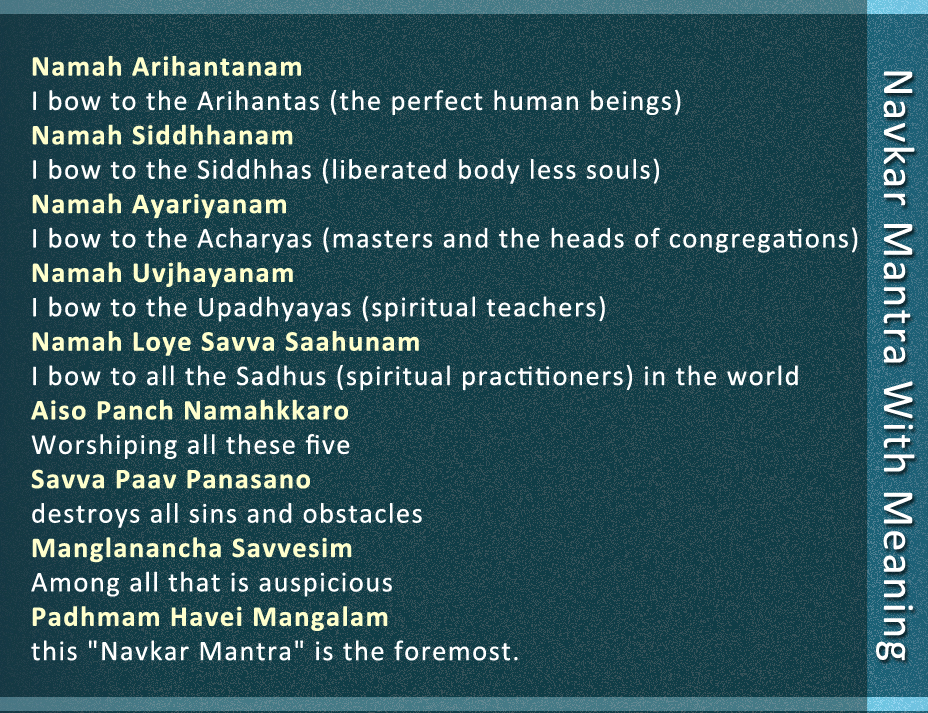 Namah Arihantanam
I bow to the Arihantas (the perfect human beings)
Namah Siddhhanam
I bow to the Siddhhas (liberated body less souls)
Namah Ayariyanam
I bow to the Acharyas (masters and the heads of congregations)
Namah Uvjhayanam
I bow to the Upadhyayas (spiritual teachers)
Namah Loye Savva Saahunam
I bow to all the Sadhus (spiritual practitioners) in the world
Aiso Panch Namahkkaro
Worshiping all these five
Savva Paav Panasano
destroys all sins and obstacles
Manglanancha Savvesim
Among all that is auspicious
Padhmam Havei Mangalam
this "Navkar Mantra" is the foremost.
Navkar Mantra With Meaning